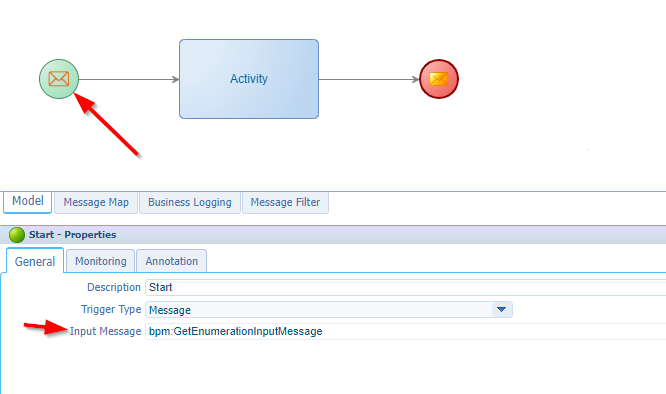 Activity
Model Message Map Business Logging Message Filter
Start - Properties
General Monitoring Annotation
Description Start
Trigger Type Message
Input Message bpm:GetEnumerationInputMessage